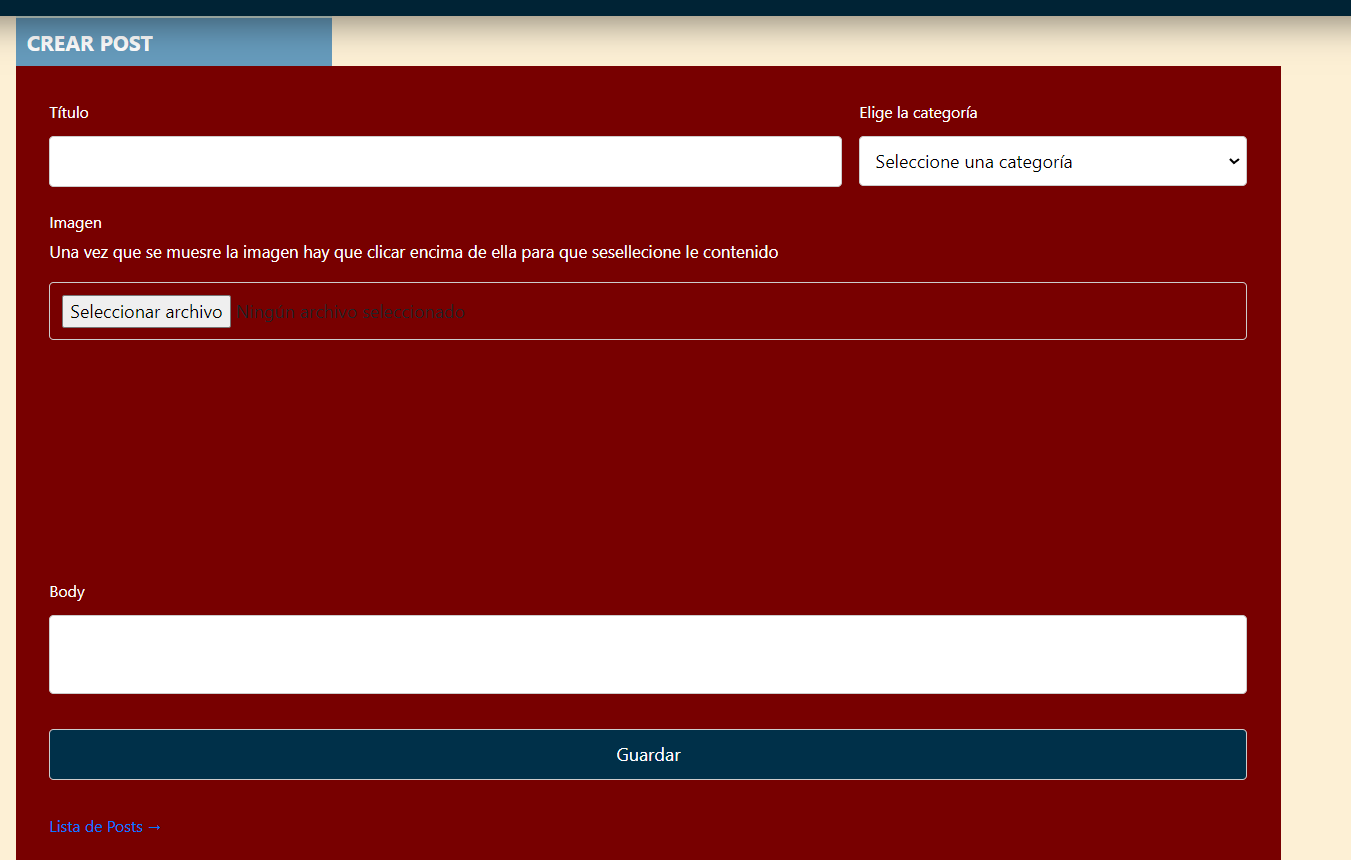 CREAR POST
Título
Elige la categoría
Seleccione una categoría
Imagen
Una vez que se muesre la imagen hay que clicar encima de ella para que sesellecione le contenido
Seleccionar archivo Ningún archivo seleccionado
Body
Guardar
Lista de Posts →